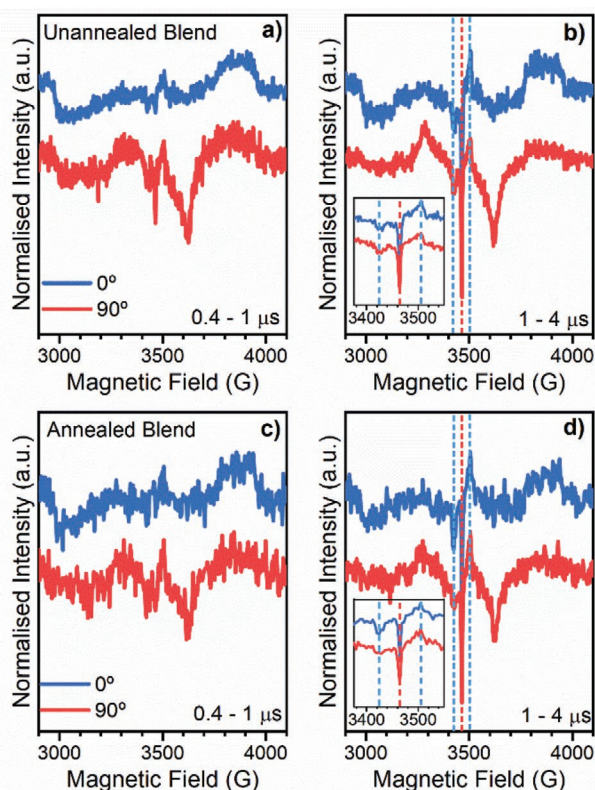 Unannealed Blend
a)
Normalised Intensity (a.u.)
0º
90º
0.4 - 1 µs
3000 3500 4000
Magnetic Field (G)
b)
Normalised Intensity (a.u.)
3400 3500
1 - 4 µs
3000 3500 4000
Magnetic Field (G)
Annealed Blend
c)
Normalised Intensity (a.u.)
0º
90º
0.4 - 1 µs
3000 3500 4000
Magnetic Field (G)
d)
Normalised Intensity (a.u.)
3400 3500
1 - 4 µs
3000 3500 4000
Magnetic Field (G)